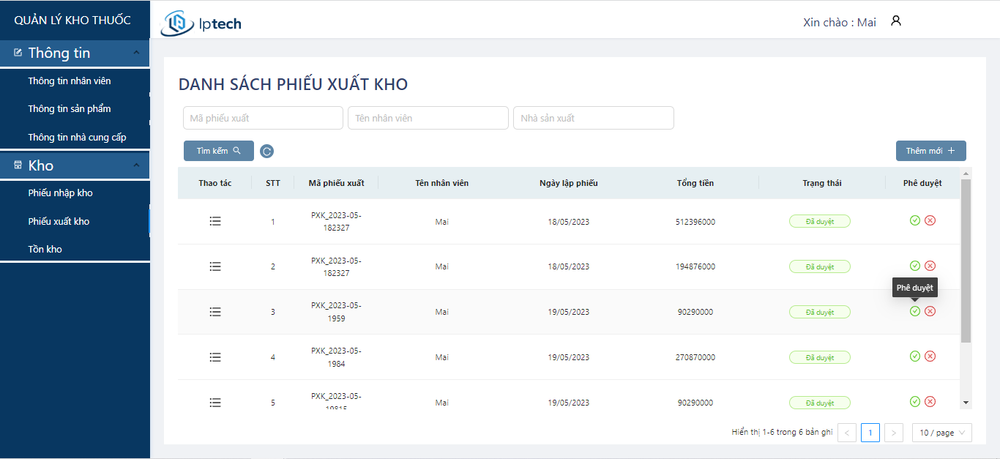 QUẢN LÝ KHO THUỐC
lptech
Xin chào : Mai
Thông tin
Thông tin nhân viên
Thông tin sản phẩm
Thông tin nhà cung cấp
Kho
Phiếu nhập kho
Phiếu xuất kho
Tồn kho
DANH SÁCH PHIẾU XUẤT KHO
Mã phiếu xuất
Tên nhân viên
Nhà sản xuất
Tìm kếm
Thêm mới
Thao tác STT Mã phiếu xuất Tên nhân viên Ngày lập phiếu Tổng tiền Trạng thái Phê duyệt
1 PXK_2023-05-182327 Mai 18/05/2023 512396000 Đã duyệt
2 PXK_2023-05-182327 Mai 18/05/2023 194876000 Đã duyệt
Phê duyệt
3 PXK_2023-05-1959 Mai 19/05/2023 90290000 Đã duyệt
4 PXK_2023-05-1984 Mai 19/05/2023 270870000 Đã duyệt
5 PXK_2023-05-19815 Mai 19/05/2023 90290000 Đã duyệt
Hiển thị 1-6 trong 6 bản ghi < 1 > 10 / page